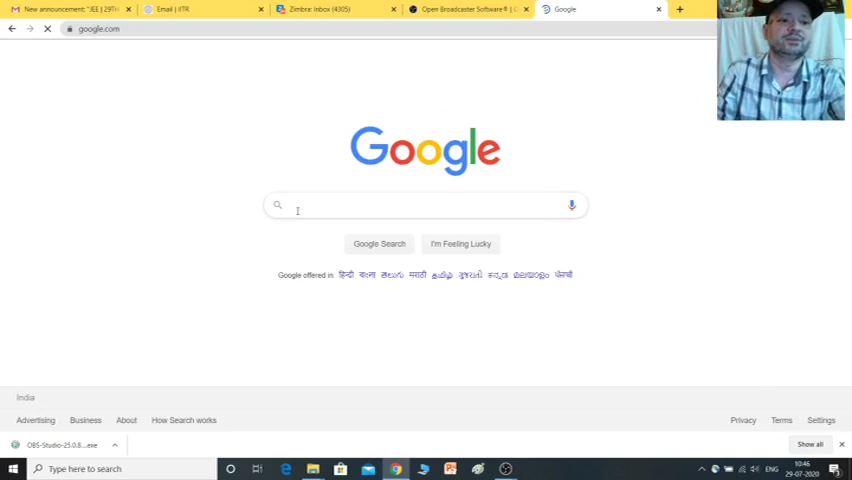 New announcement: "JEE | 29TH
Email | IITR
Zimbra: Inbox (4305)
Open Broadcaster Software® | 
Google
google.com
Google
Google Search
I'm Feeling Lucky
Google offered in: हिन्दी বাংলা తెలుగు मराठी தமிழ் ગુજરાતી ಕನ್ನಡ മലയാളം ਪੰਜਾਬੀ
India
Advertising Business About How Search works
Privacy Terms Settings
OBS-Studio-25.0.8....exe
Show all
Type here to search
ENG
10:46
29-07-2020